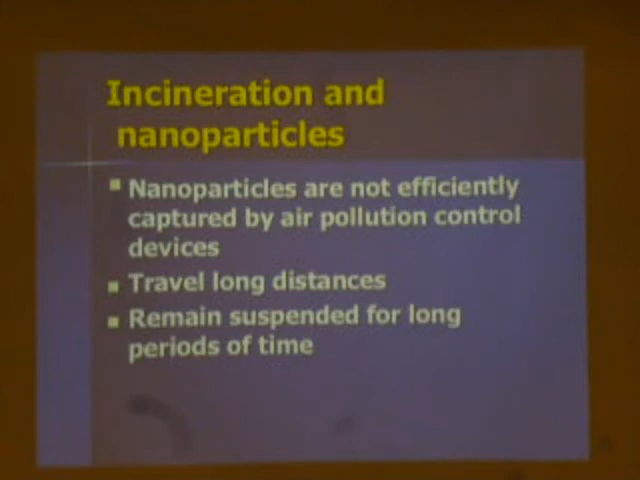 Incineration and
nanoparticles
Nanoparticles are not efficiently
captured by air pollution control
devices
Travel long distances
Remain suspended for long
periods of time